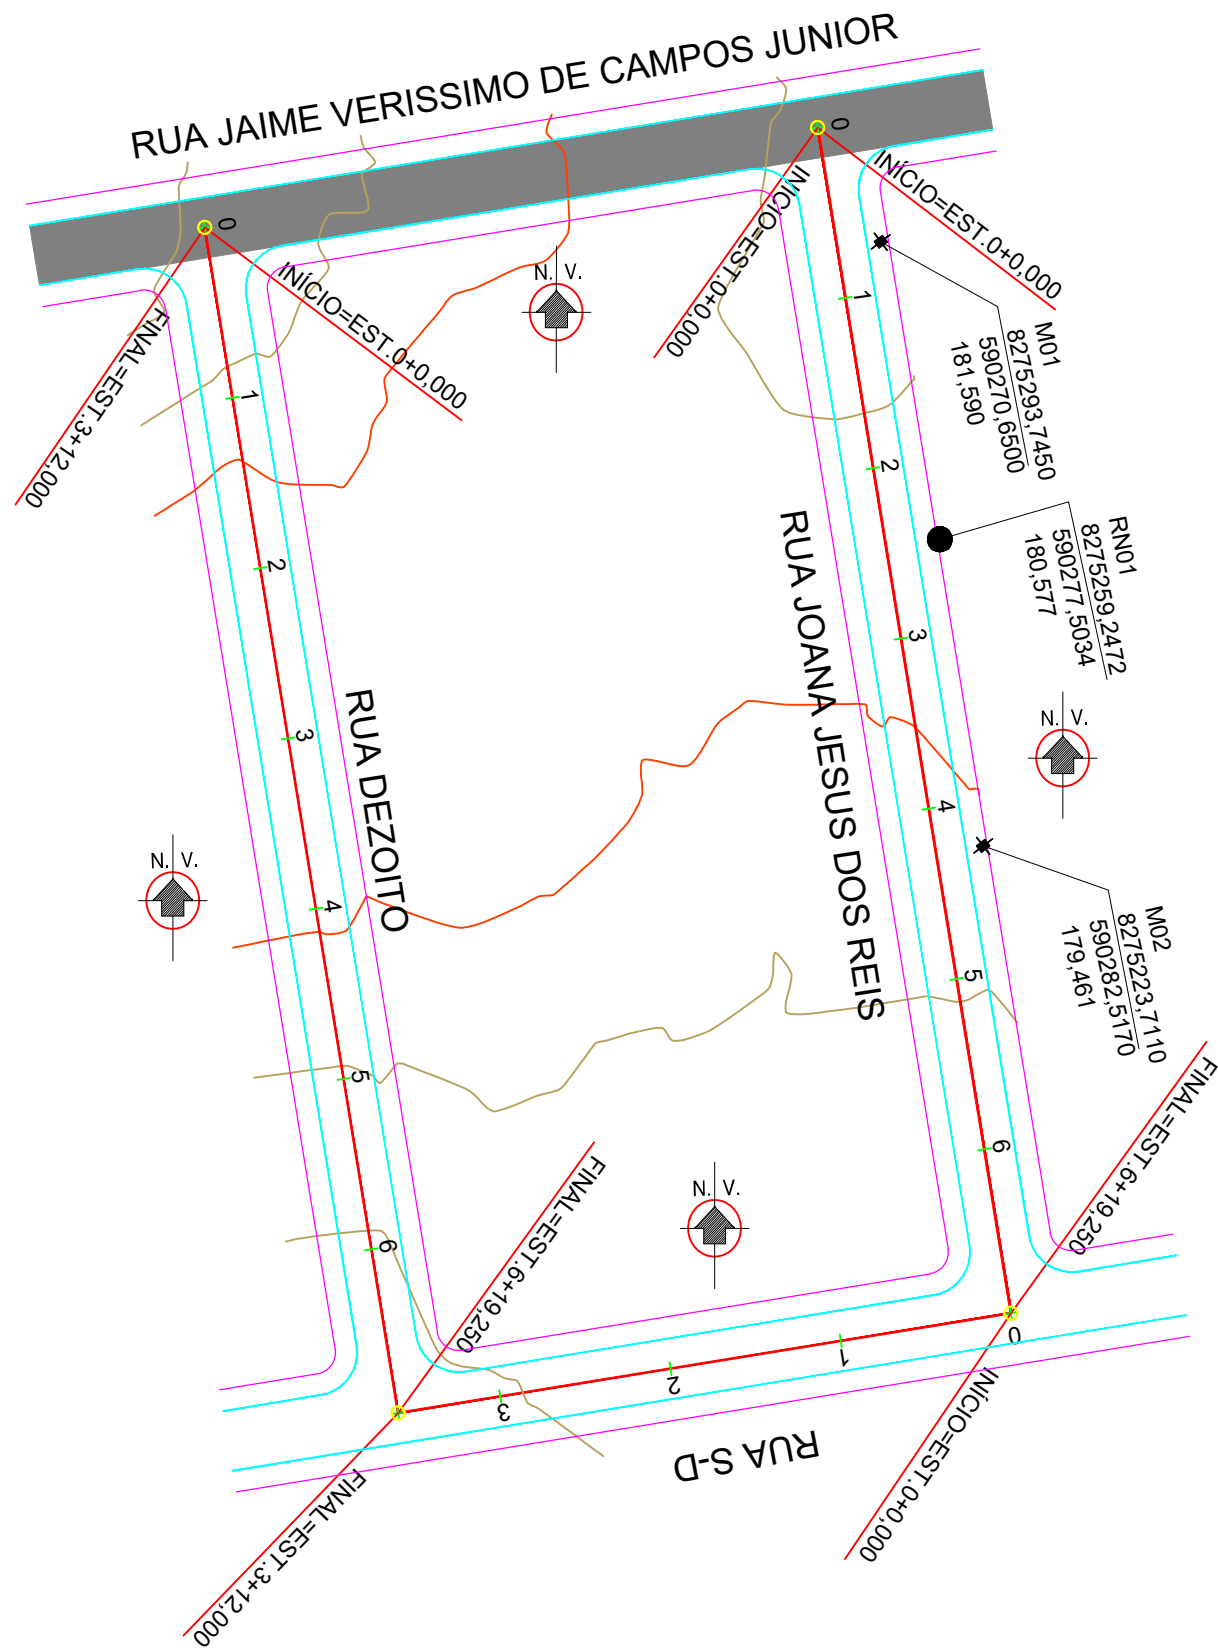 RUA JAIME VERISSIMO DE CAMPOS JUNIOR
0
INÍCIO=EST.0+0,000
INÍCIO=EST.0+0,000
0
INÍCIO=EST.0+0,000
FINAL=EST.3+12,000
N. V.
1
2
3
4
5
6
RUA JOANA JESUS DOS REIS
M01
8275293,7450
590270,6500
181,590
RN01
8275259,2472
590277,5034
180,577
N. V.
M02
8275223,7110
590282,5170
179,461
1
2
3
4
5
6
RUA DEZOITO
N. V.
N. V.
FINAL=EST.6+19,250
FINAL=EST.6+19,250
0
1
2
3
RUA S-D
INÍCIO=EST.0+0,000
FINAL=EST.3+12,000